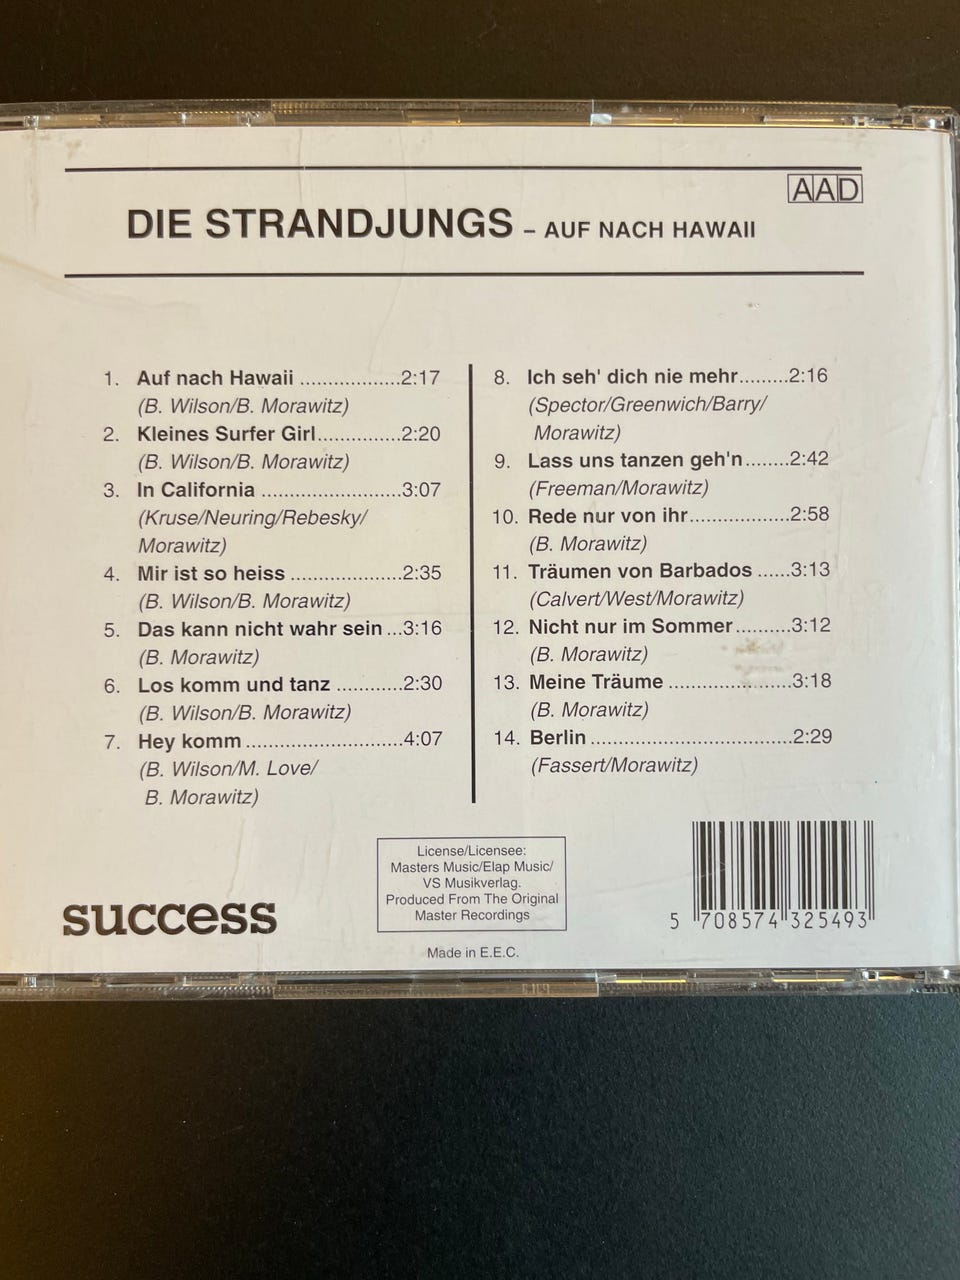 AAD
DIE STRANDJUNGS – AUF NACH HAWAII
1. Auf nach Hawaii ..................2:17
(B. Wilson/B. Morawitz)
2. Kleines Surfer Girl...............2:20
(B. Wilson/B. Morawitz)
3. In California .........................3:07
(Kruse/Neuring/Rebesky/
Morawitz)
4. Mir ist so heiss ....................2:35
(B. Wilson/B. Morawitz)
5. Das kann nicht wahr sein ...3:16
(B. Morawitz)
6. Los komm und tanz ............2:30
(B. Wilson/B. Morawitz)
7. Hey komm ............................4:07
(B. Wilson/M. Love/
B. Morawitz)
8. Ich seh' dich nie mehr.........2:16
(Spector/Greenwich/Barry/
Morawitz)
9. Lass uns tanzen geh'n........2:42
(Freeman/Morawitz)
10. Rede nur von ihr..................2:58
(B. Morawitz)
11. Träumen von Barbados ......3:13
(Calvert/West/Morawitz)
12. Nicht nur im Sommer..........3:12
(B. Morawitz)
13. Meine Träume ......................3:18
(B. Morawitz)
14. Berlin ....................................2:29
(Fassert/Morawitz)
success
License/Licensee:
Masters Music/Elap Music/
VS Musikverlag.
Produced From The Original
Master Recordings
Made in E.E.C.
5 708574 325493